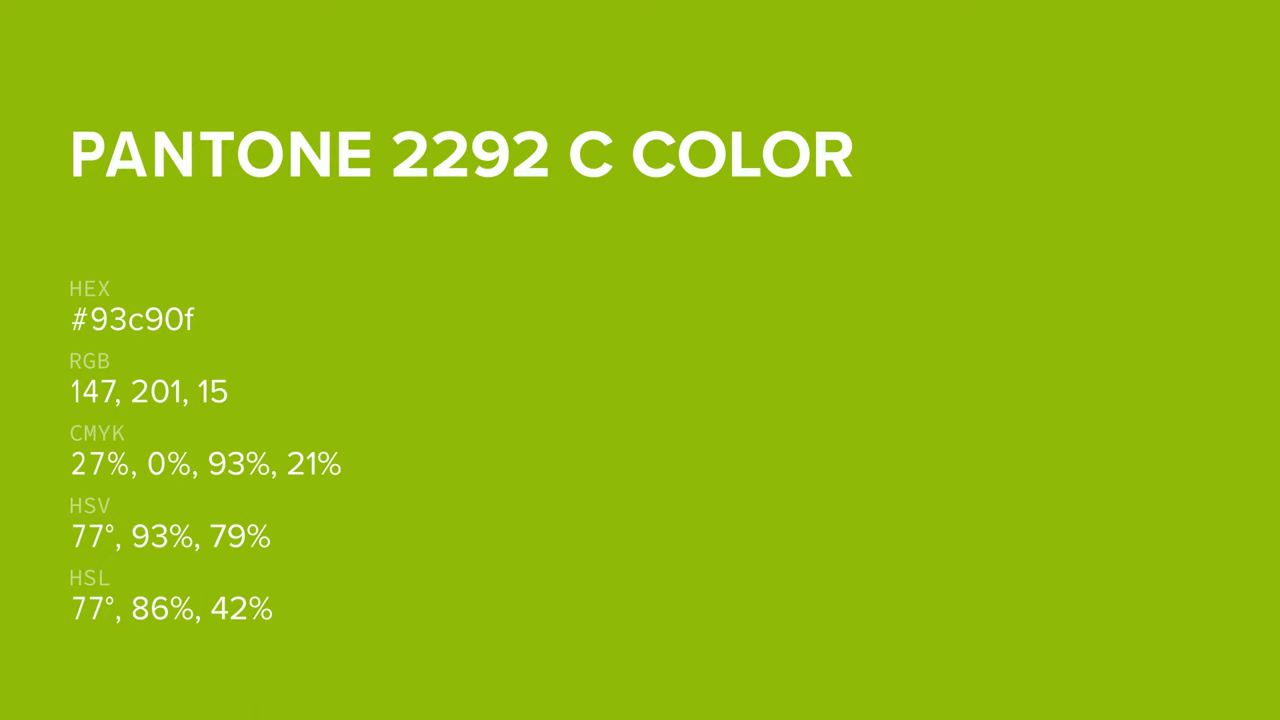 PANTONE 2292 C COLOR
HEX
#93c90f
RGB
147, 201, 15
CMYK
27%, 0%, 93%, 21%
HSV
77°, 93%, 79%
HSL
77°, 86%, 42%